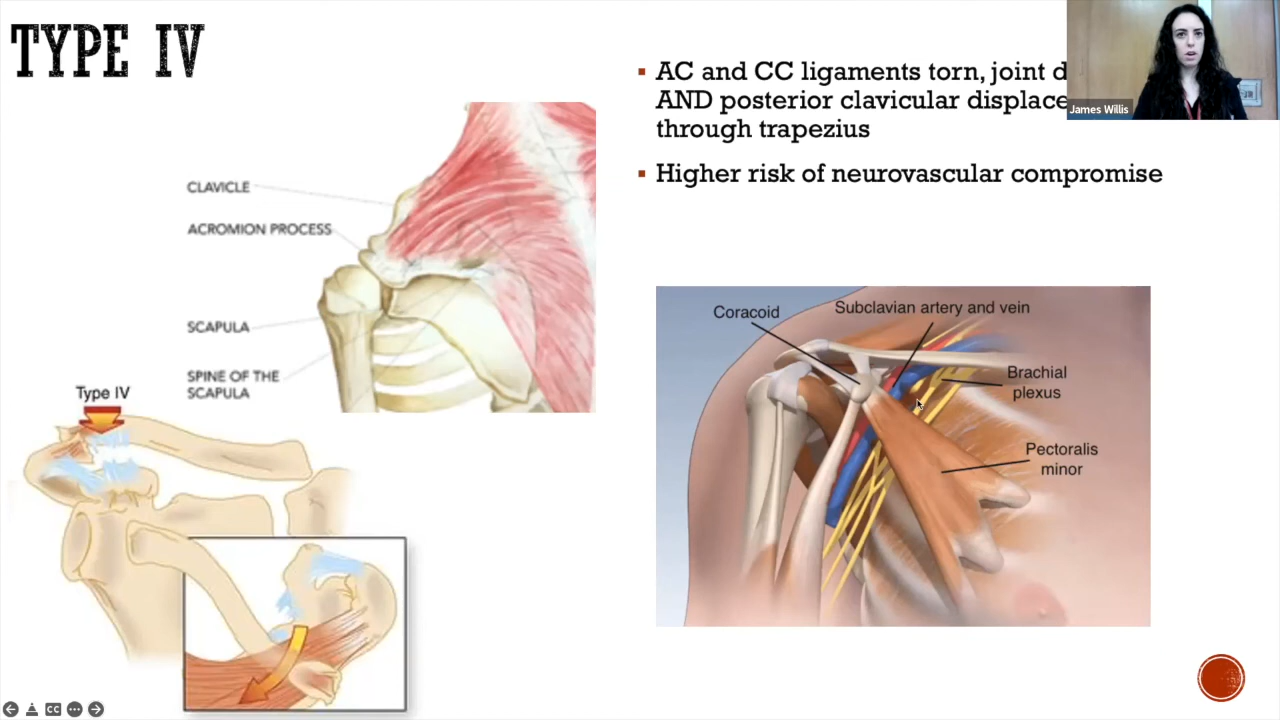 TYPE IV
AC and CC ligaments torn, joint d
AND posterior clavicular displace
through trapezius
Higher risk of neurovascular compromise
James Willis
CLAVICLE
ACROMION PROCESS
SCAPULA
SPINE OF THE
SCAPULA
Type IV
Coracoid
Subclavian artery and vein
Brachial
plexus
Pectoralis
minor
CC